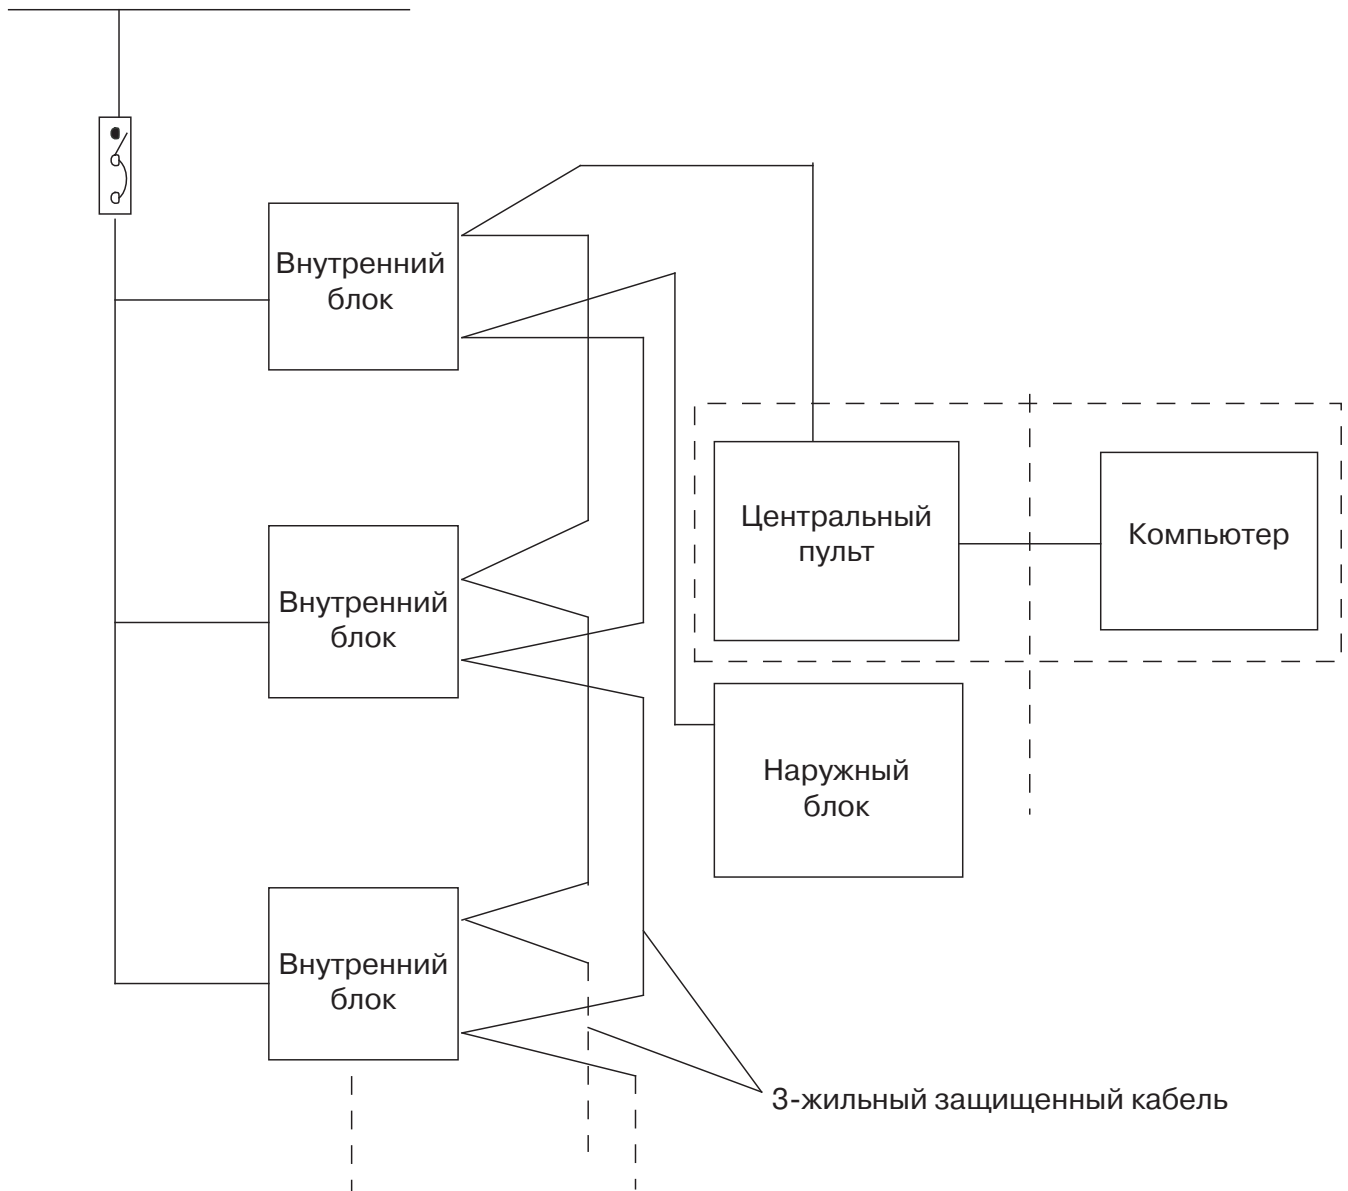 Внутренний
блок
Центральный
пульт
Компьютер
Внутренний
блок
Наружный
блок
Внутренний
блок
3-жильный защищенный кабель